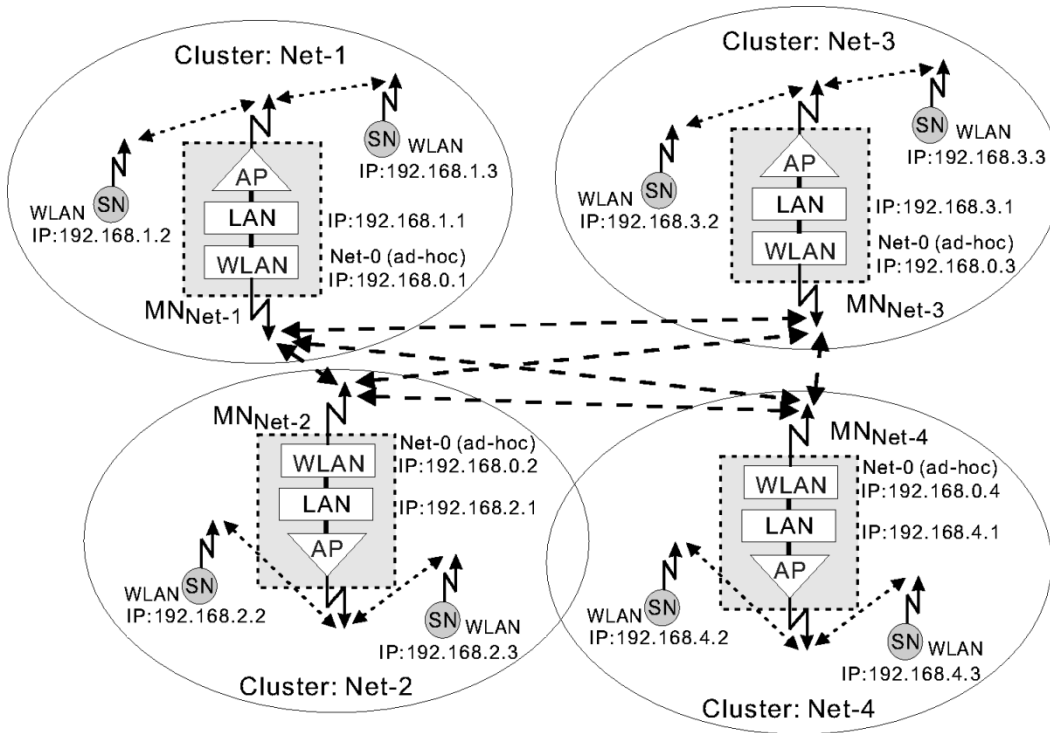 Cluster: Net-1
SN
WLAN
IP:192.168.1.3
AP
SN
WLAN
IP:192.168.1.2
LAN
IP:192.168.1.1
WLAN
Net-0 (ad-hoc)
IP:192.168.0.1
MNNet-1
Cluster: Net-3
SN
WLAN
IP:192.168.3.3
AP
SN
WLAN
IP:192.168.3.2
LAN
IP:192.168.3.1
WLAN
Net-0 (ad-hoc)
IP:192.168.0.3
MNNet-3
MNNet-2
Net-0 (ad-hoc)
WLAN
IP:192.168.0.2
LAN
IP:192.168.2.1
AP
SN
WLAN
IP:192.168.2.2
SN
WLAN
IP:192.168.2.3
Cluster: Net-2
MNNet-4
Net-0 (ad-hoc)
WLAN
IP:192.168.0.4
LAN
IP:192.168.4.1
AP
SN
WLAN
IP:192.168.4.2
SN
WLAN
IP:192.168.4.3
Cluster: Net-4